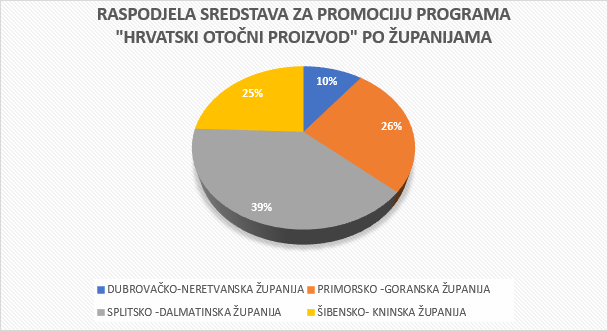 RASPODJELA SREDSTAVA ZA PROMOCIJU PROGRAMA
"HRVATSKI OTOČNI PROIZVOD" PO ŽUPANIJAMA
10%
25%
26%
39%
DUBROVAČKO-NERETVANSKA ŽUPANIJA
PRIMORSKO -GORANSKA ŽUPANIJA
SPLITSKO -DALMATINSKA ŽUPANIJA
ŠIBENSKO- KNINSKA ŽUPANIJA